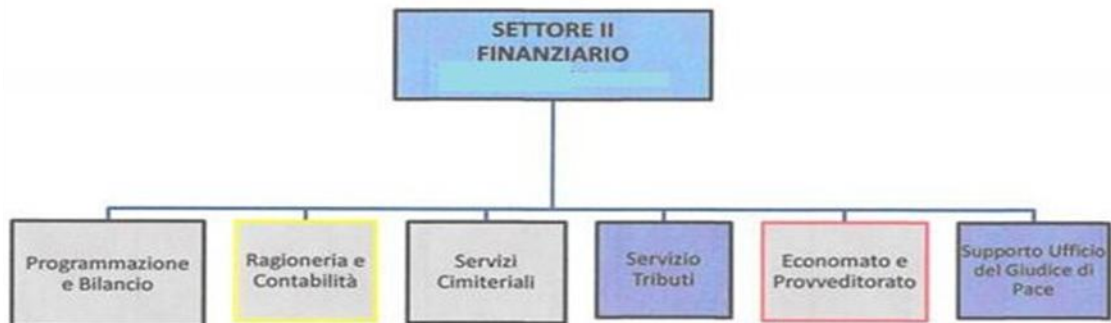 SETTORE II
FINANZIARIO
Programmazione
e Bilancio
Ragioneria e
Contabilità
Servizi
Cimiteriali
Servizio
Tributi
Economato e
Provveditorato
Supporto Ufficio
del Giudice di
Pace